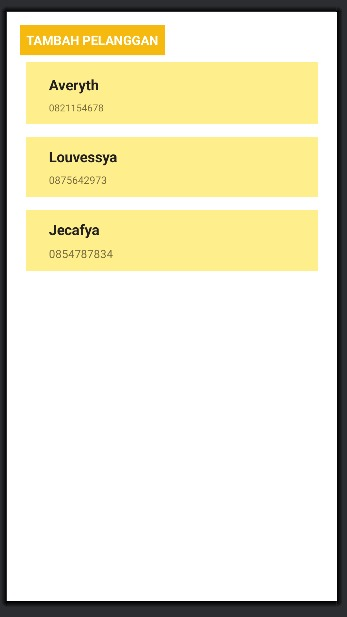 TAMBAH PELANGGAN
Averyth
0821154678
Louvessya
0875642973
Jecafya
0854787834